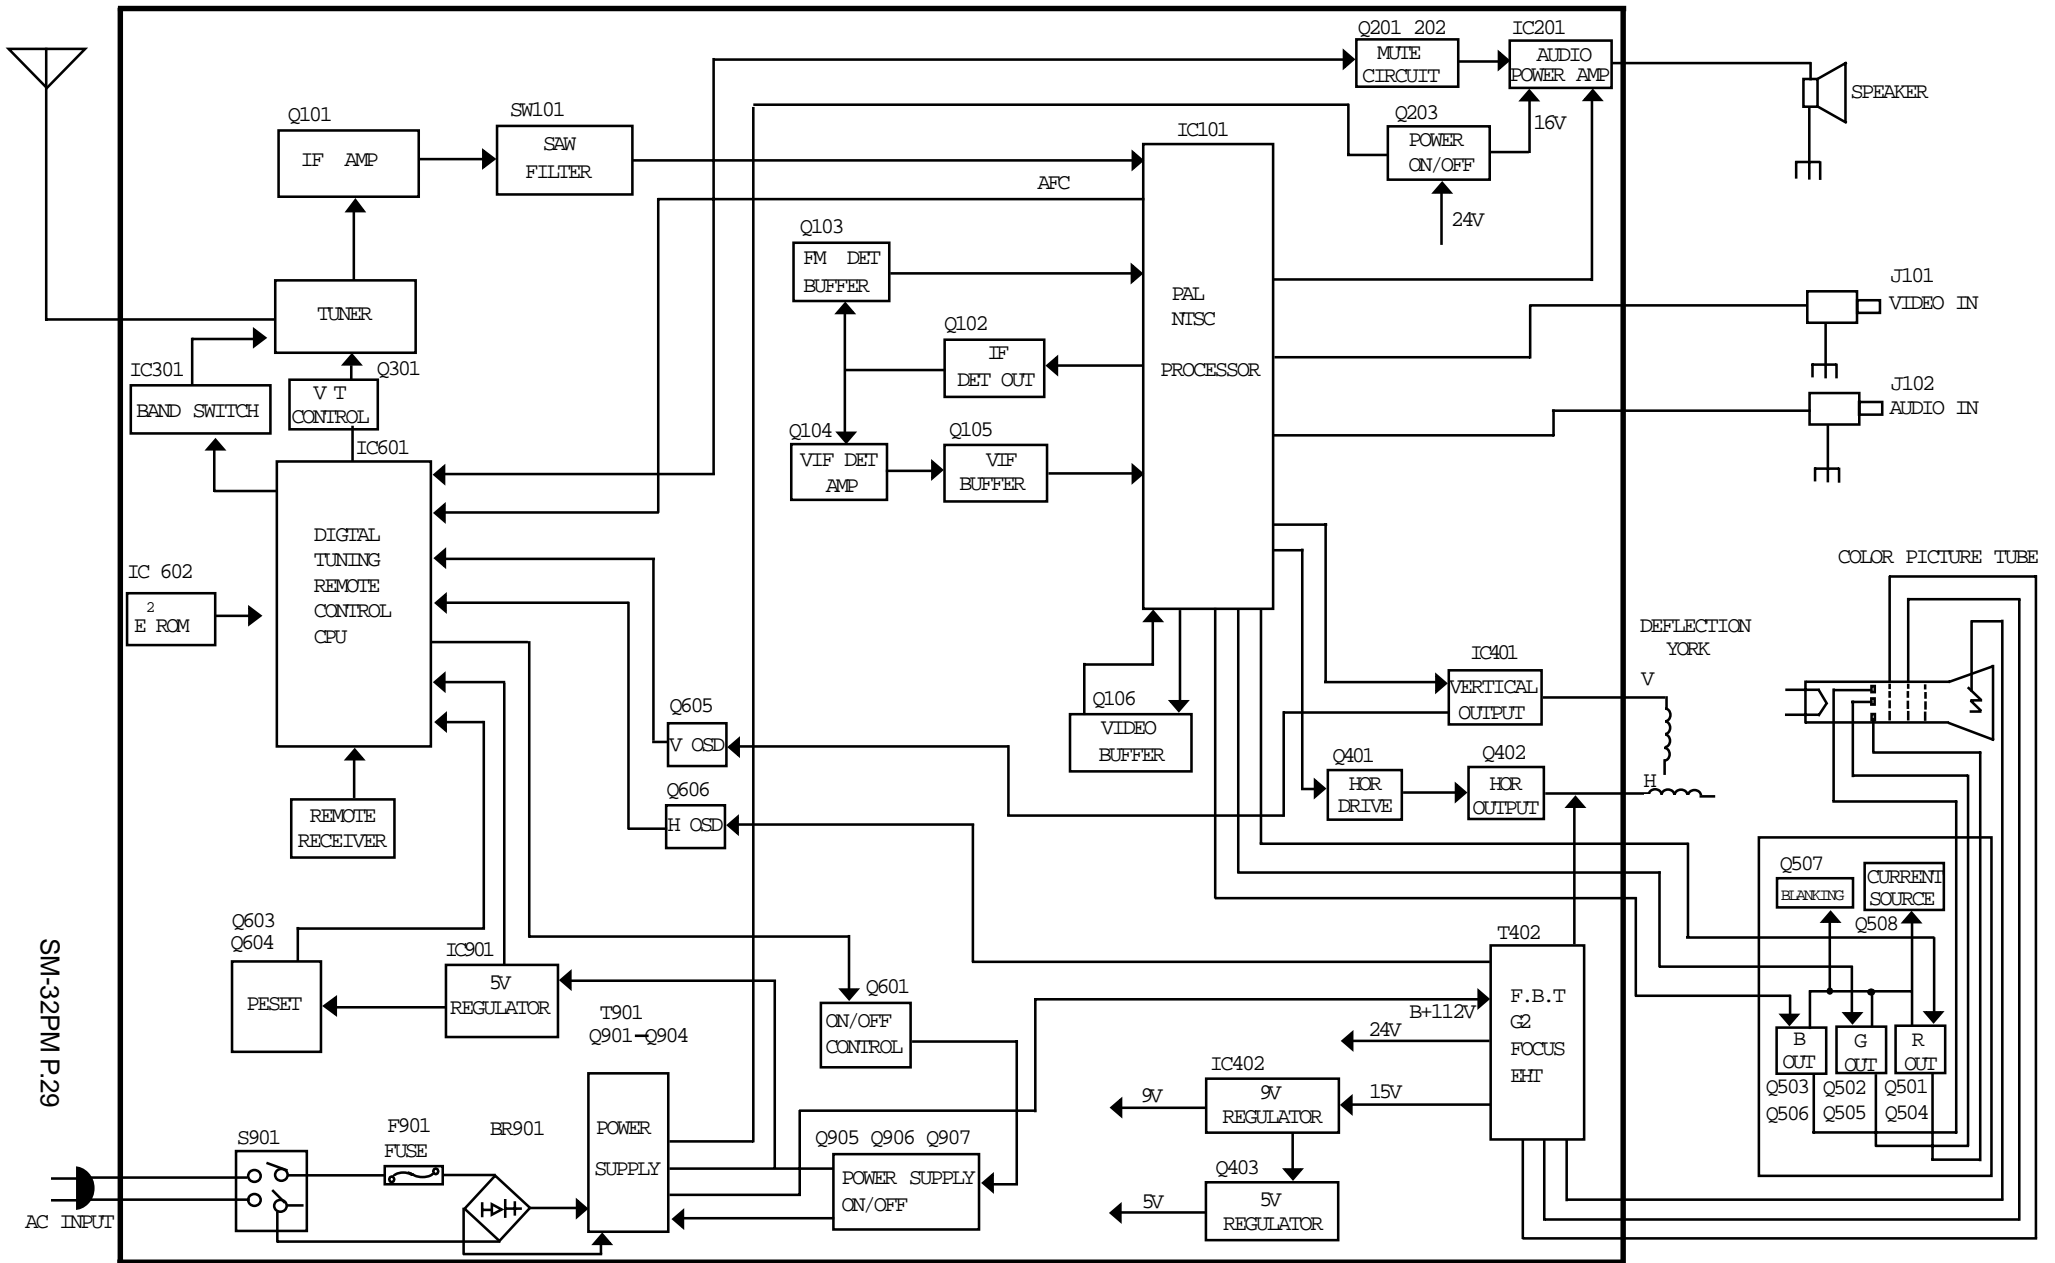 Q201 202
MUTE
CIRCUIT
IC201
AUDIO
POWER AMP
SPEAKER
Q101
IF AMP
SW101
SAW
FILTER
IC101
PAL
NTSC
PROCESSOR
Q203
POWER
ON/OFF
16V
24V
AFC
Q103
FM DET
BUFFER
J101
VIDEO IN
TUNER
Q102
IF
DET OUT
IC301
BAND SWITCH
Q301
V T
CONTROL
J102
AUDIO IN
Q104
VIF DET
AMP
Q105
VIF
BUFFER
IC601
DIGTAL
TUNING
REMOTE
CONTROL
CPU
IC 602
2
E ROM
COLOR PICTURE TUBE
DEFLECTION
YORK
V
H
IC401
VERTICAL
OUTPUT
Q106
VIDEO
BUFFER
Q605
V OSD
Q606
H OSD
Q401
HOR
DRIVE
Q402
HOR
OUTPUT
REMOTE
RECEIVER
Q507
BLANKING
CURRENT
SOURCE
Q508
Q603
Q604
PESET
IC901
5V
REGULATOR
T901
Q901-Q904
Q601
ON/OFF
CONTROL
T402
F.B.T
G2
FOCUS
EHT
B+112V
24V
15V
IC402
9V
REGULATOR
9V
Q403
5V
REGULATOR
5V
B
OUT
G
OUT
R
OUT
Q503
Q506
Q502
Q505
Q501
Q504
POWER
SUPPLY
Q905 Q906 Q907
POWER SUPPLY
ON/OFF
S901
F901
FUSE
BR901
AC INPUT
SM-32PM P.29